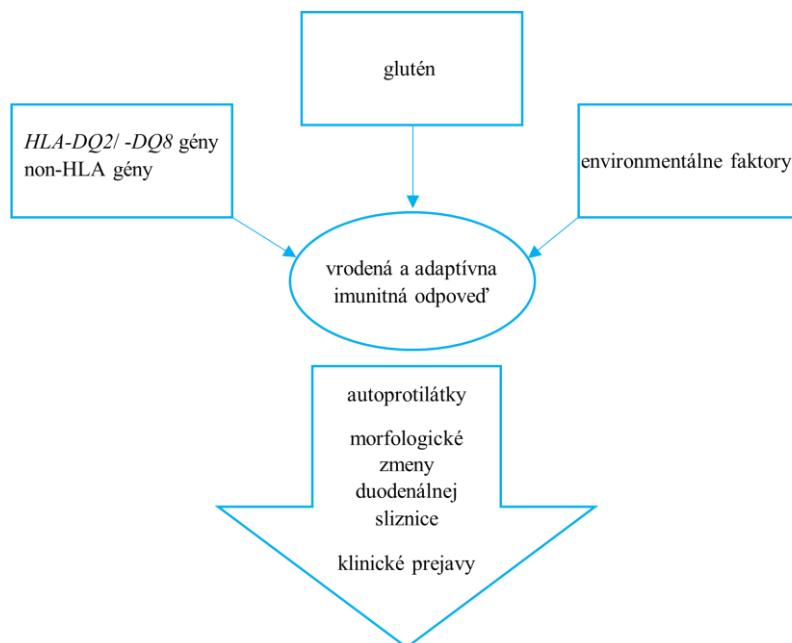 glutén
HLA-DQ2/ -DQ8 gény
non-HLA gény
environmentálne faktory
vrodená a adaptívna
imunitná odpoveď
autoprotilátky
morfologické
zmeny
duodenálnej
sliznice
klinické prejavy